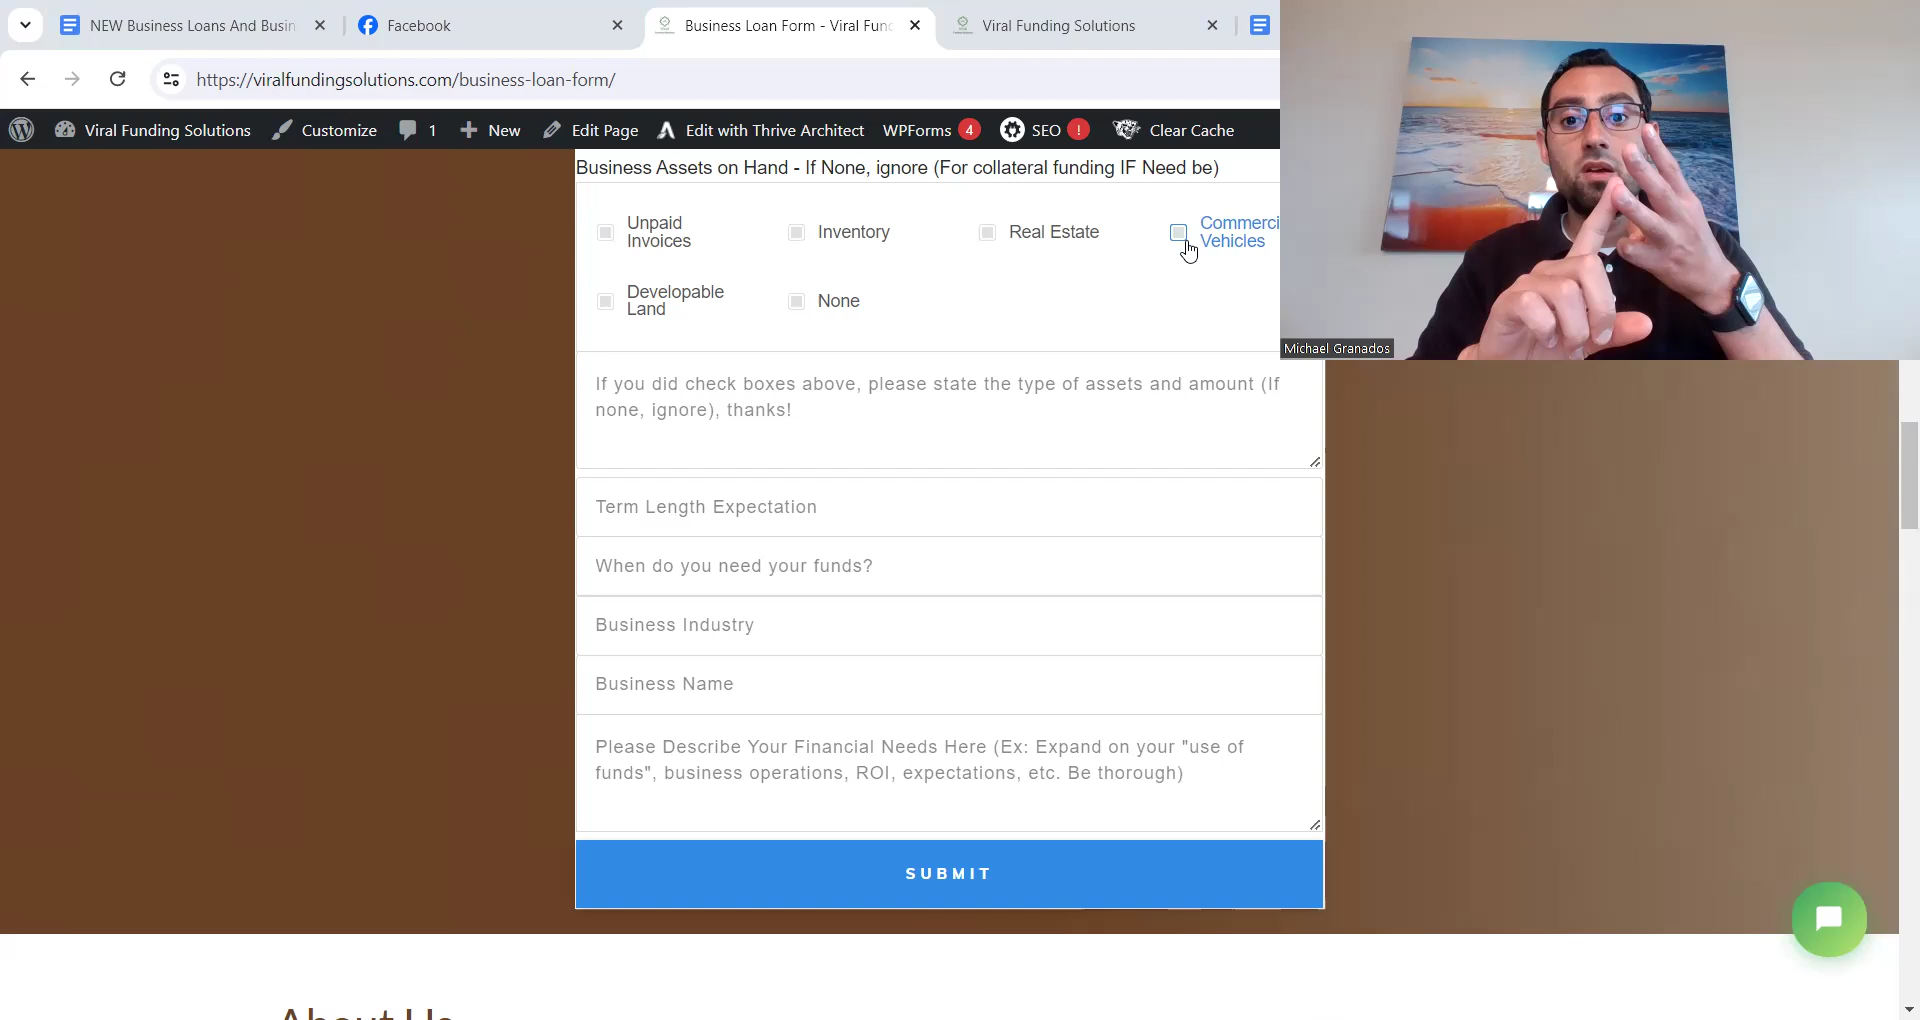 NEW Business Loans And Busin
Facebook
Business Loan Form - Viral Fund
Viral Funding Solutions
https://viralfundingsolutions.com/business-loan-form/
Viral Funding Solutions
Customize
1
New
Edit Page
Edit with Thrive Architect
WPForms 4
SEO !
Clear Cache
Business Assets on Hand - If None, ignore (For collateral funding IF Need be)
Unpaid
Invoices
Inventory
Real Estate
Commerci
Vehicles
Developable
Land
None
Michael Granados
If you did check boxes above, please state the type of assets and amount (If
none, ignore), thanks!
Term Length Expectation
When do you need your funds?
Business Industry
Business Name
Please Describe Your Financial Needs Here (Ex: Expand on your "use of
funds", business operations, ROI, expectations, etc. Be thorough)
SUBMIT
About Us